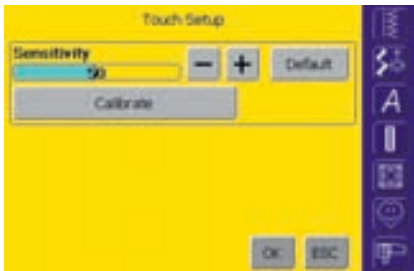 Touch Setup
Sensitivity
50
- + Default
Calibrate
OK ESC
A